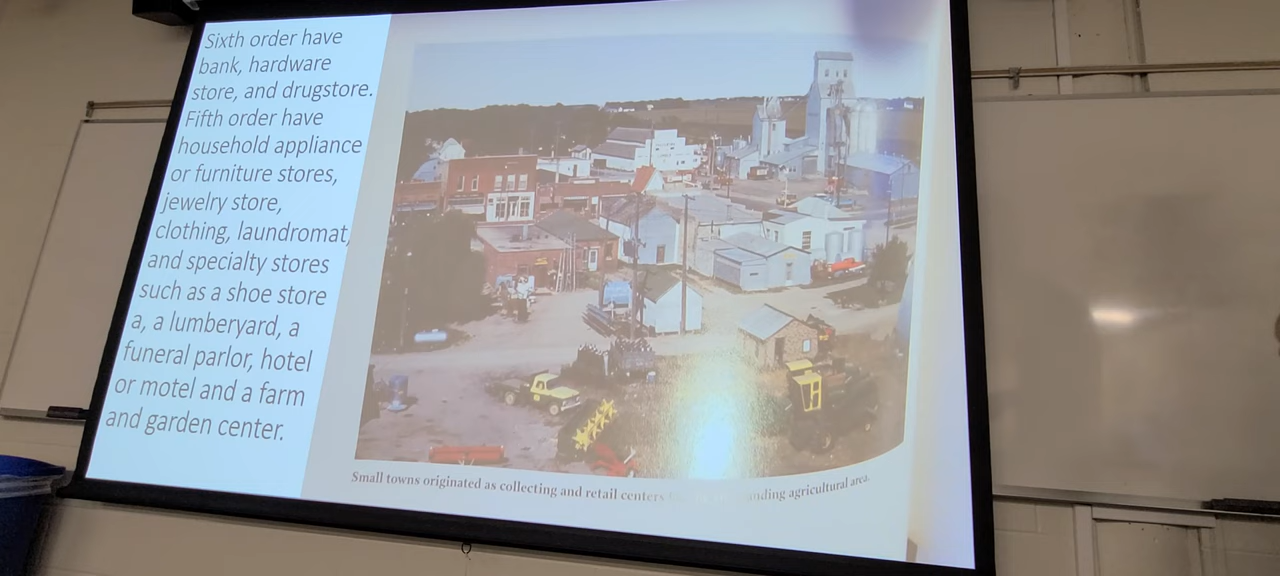 Sixth order have
bank, hardware
store, and drugstore.
Fifth order have
household appliance
or furniture stores,
jewelry store,
clothing, laundromat,
and specialty stores
such as a shoe store
a, a lumberyard, a
funeral parlor, hotel
or motel and a farm
and garden center.
Small towns originated as collecting and retail centers agricultural area.